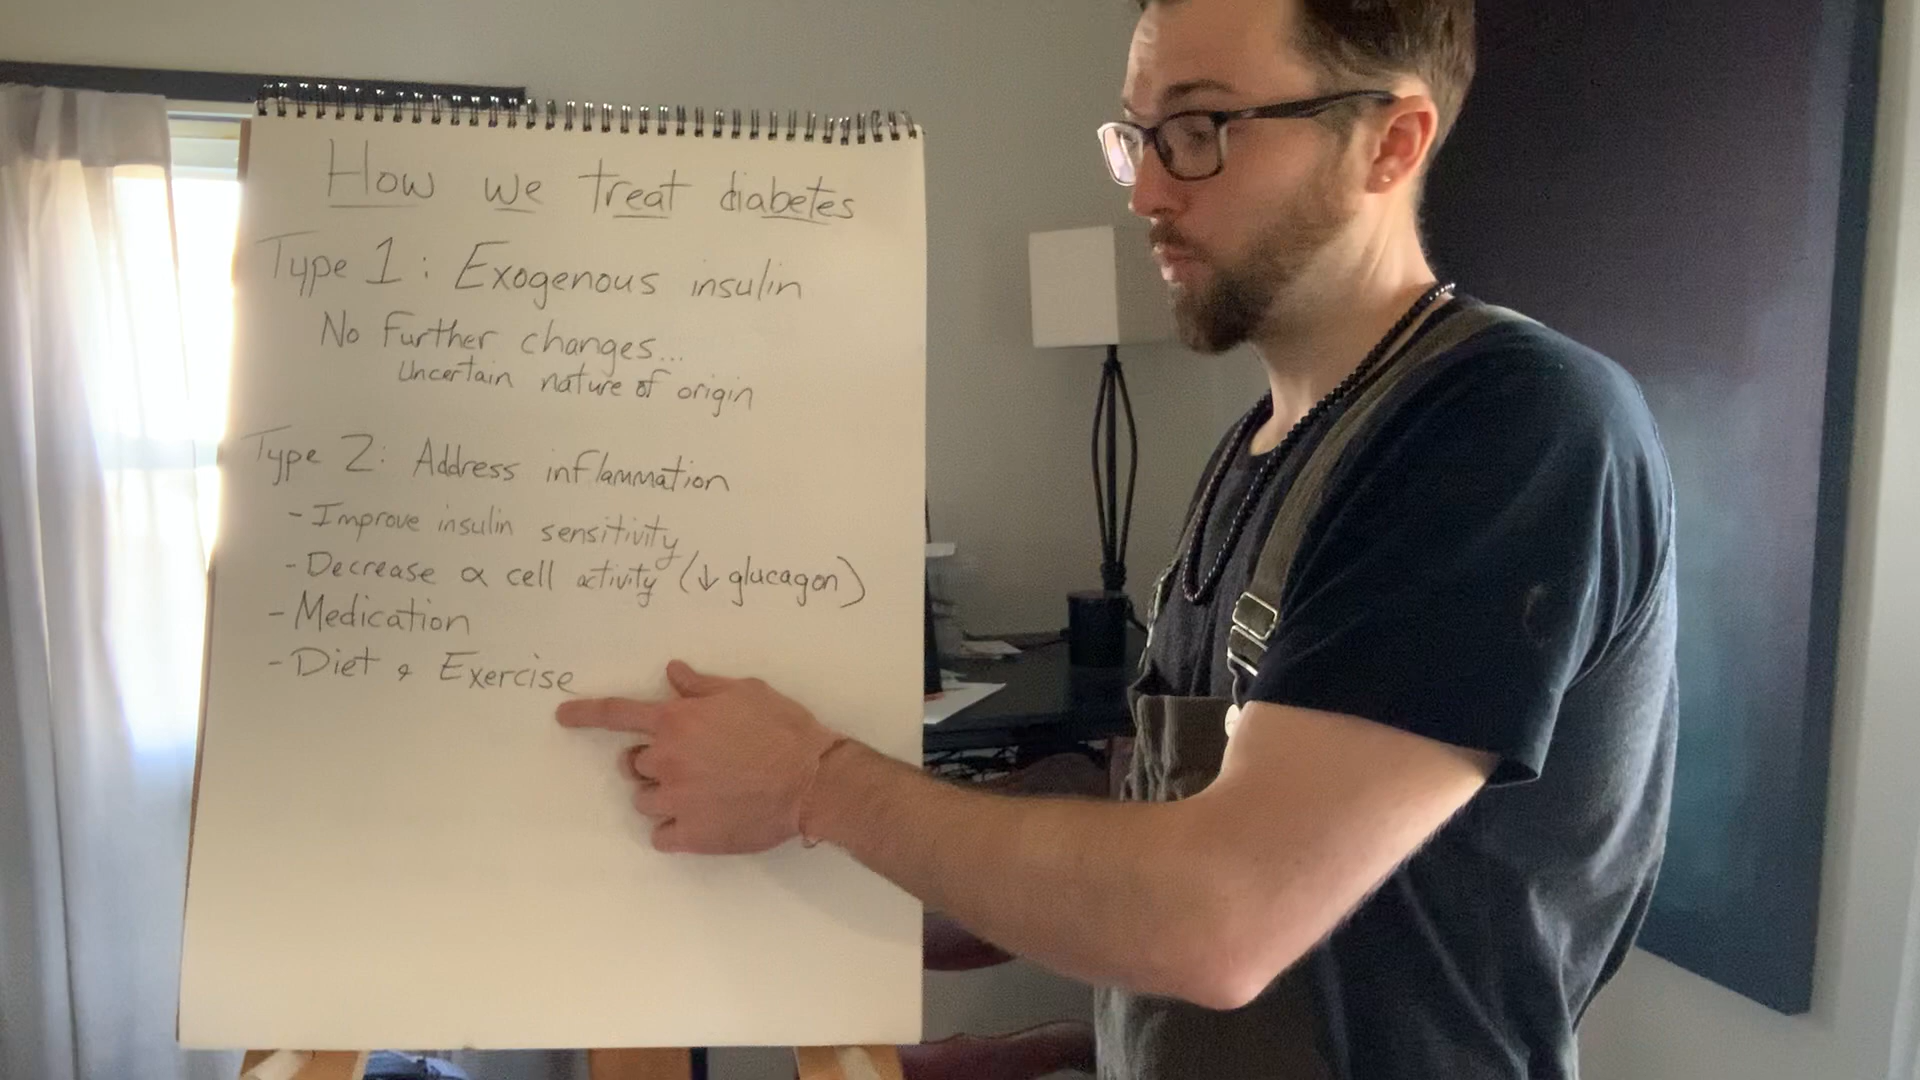 How we treat diabetes
Type 1: Exogenous insulin
No further changes...
Uncertain nature of origin
Type 2: Address inflammation
- Improve insulin sensitivity
- Decrease α cell activity (↓ glucagon)
- Medication
- Diet & Exercise